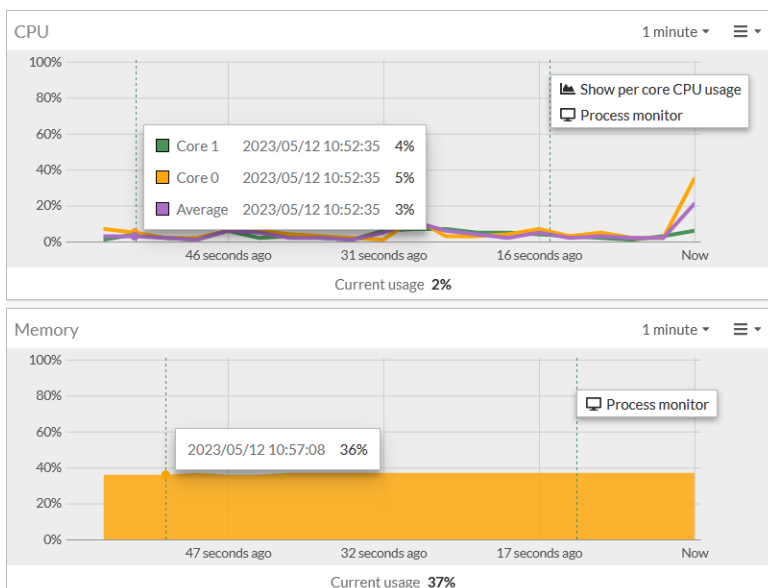 CPU
1 minute
100%
80%
60%
40%
20%
0%
Show per core CPU usage
Process monitor
Core 1 2023/05/12 10:52:35 4%
Core 0 2023/05/12 10:52:35 5%
Average 2023/05/12 10:52:35 3%
46 seconds ago 31 seconds ago 16 seconds ago Now
Current usage 2%
Memory
1 minute
100%
80%
60%
40%
20%
0%
Process monitor
2023/05/12 10:57:08 36%
47 seconds ago 32 seconds ago 17 seconds ago Now
Current usage 37%